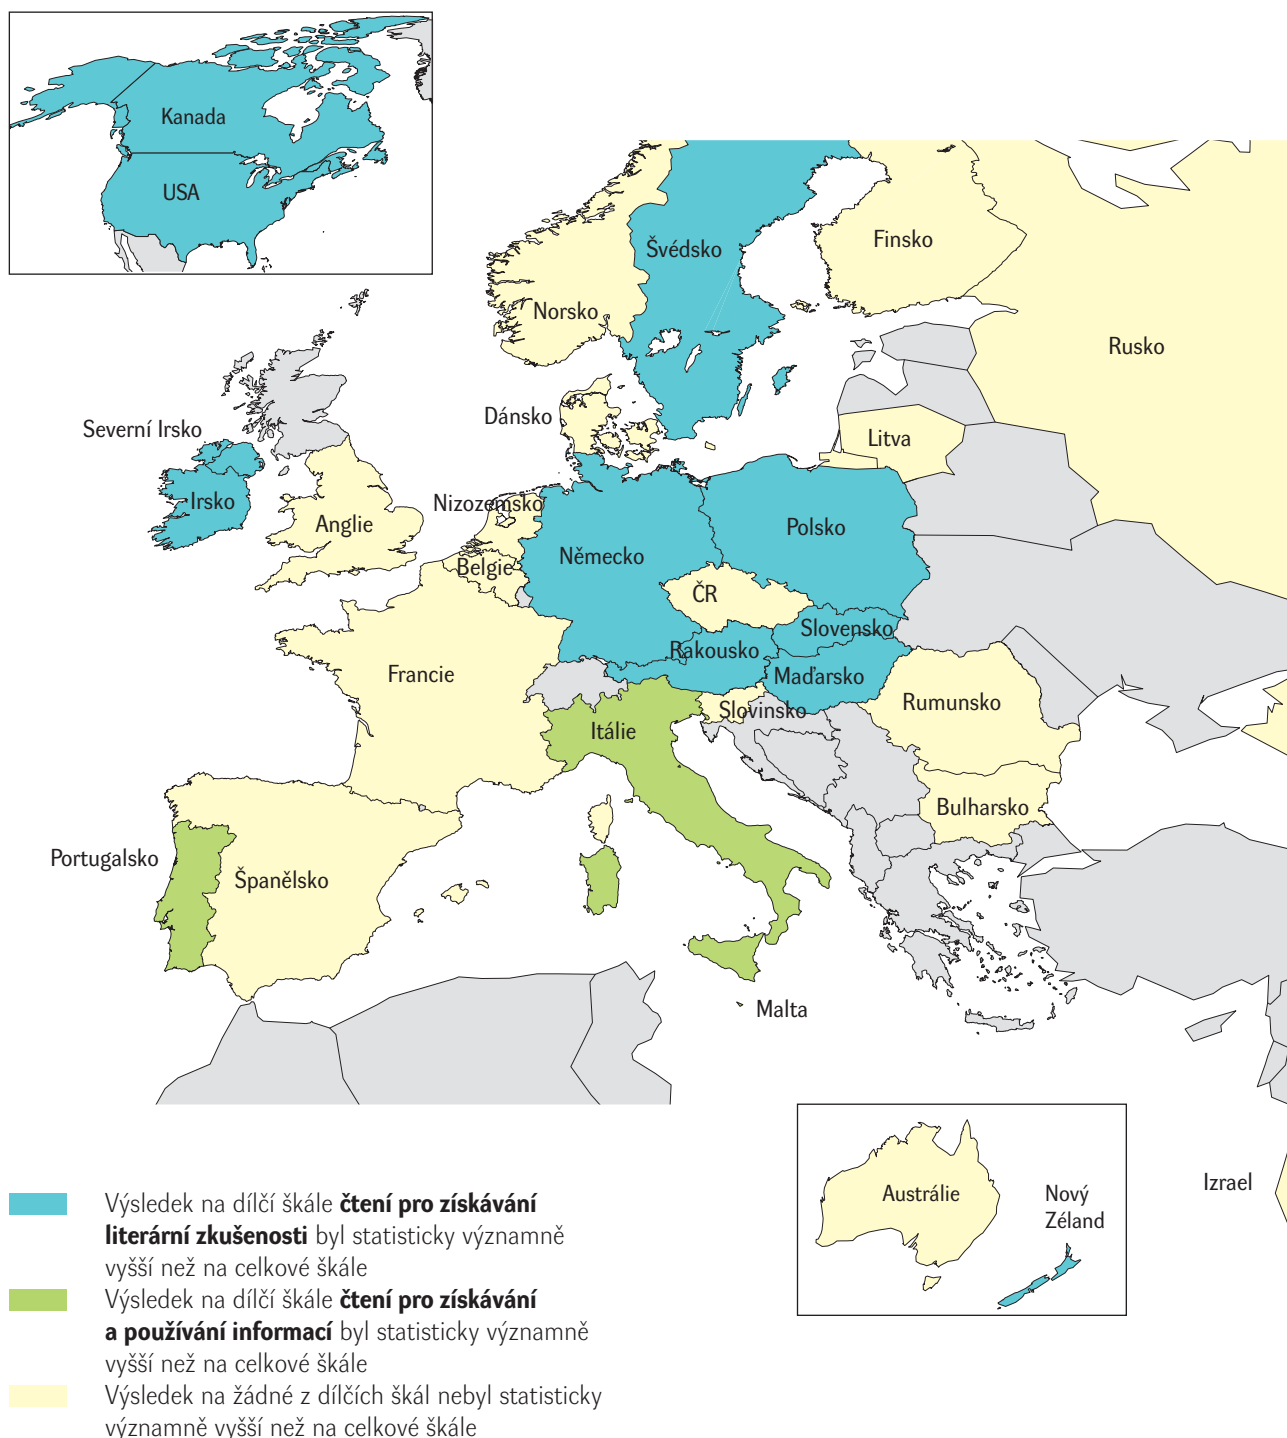 Kanada
USA
Švédsko
Finsko
Norsko
Rusko
Dánsko
Severní Irsko
Litva
Irsko
Nizozemsko
Anglie
Polsko
Německo
Belgie
ČR
Slovensko
Rakousko
Francie
Maďarsko
Rumunsko
Slovinsko
Itálie
Bulharsko
Portugalsko
Španělsko
Malta
Austrálie
Nový
Zéland
Izrael
Výsledek na dílčí škále čtení pro získávání
literární zkušenosti byl statisticky významně
vyšší než na celkové škále
Výsledek na dílčí škále čtení pro získávání
a používání informací byl statisticky významně
vyšší než na celkové škále
Výsledek na žádné z dílčích škál nebyl statisticky
významně vyšší než na celkové škále